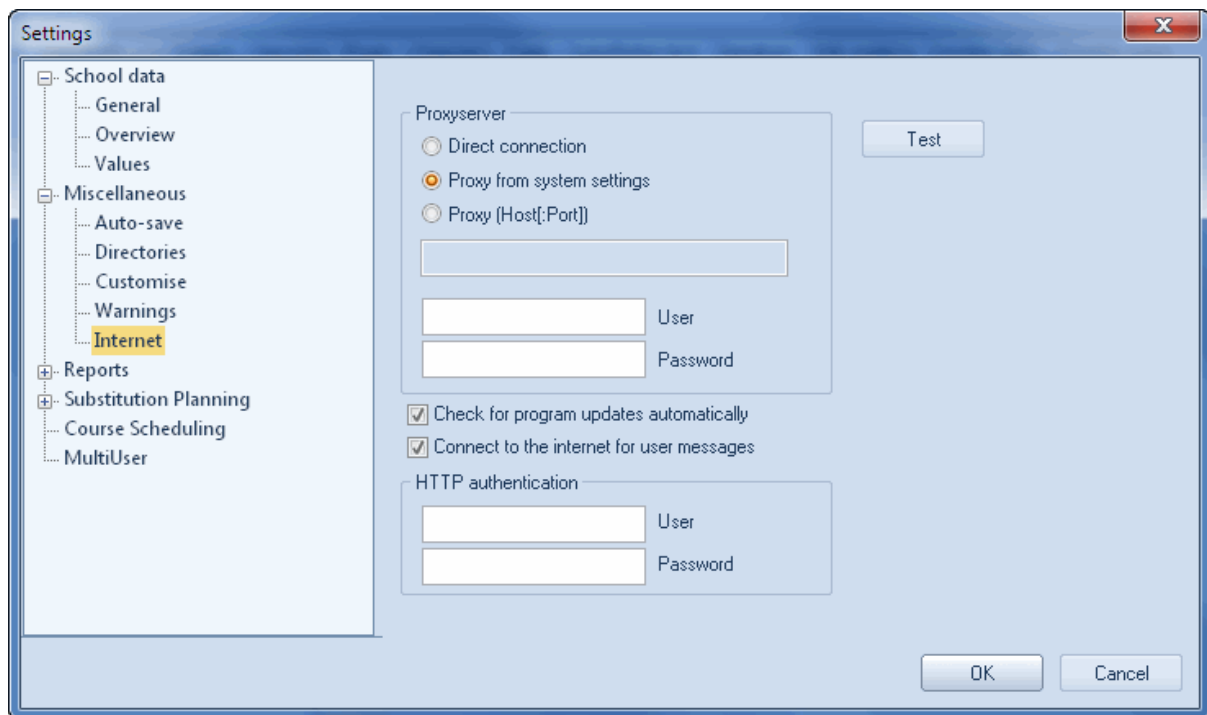 Settings
School data
General
Overview
Values
Miscellaneous
Auto-save
Directories
Customise
Warnings
Internet
Reports
Substitution Planning
Course Scheduling
MultiUser
Proxyserver
Direct connection
Proxy from system settings
Proxy (Host[:Port])
User
Password
Test
Check for program updates automatically
Connect to the internet for user messages
HTTP authentication
User
Password
OK
Cancel